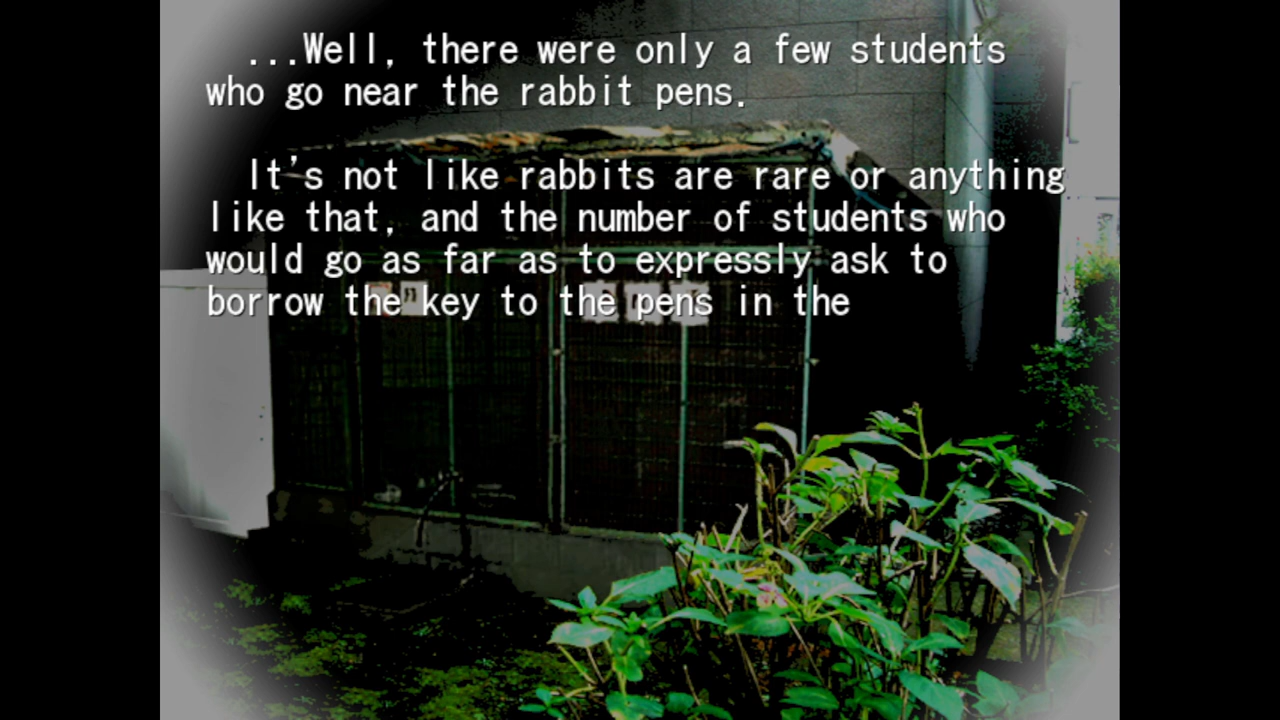 ...Well, there were only a few students
who go near the rabbit pens.
It's not like rabbits are rare or anything
like that, and the number of students who
would go as far as to expressly ask to
borrow the key to the pens in the